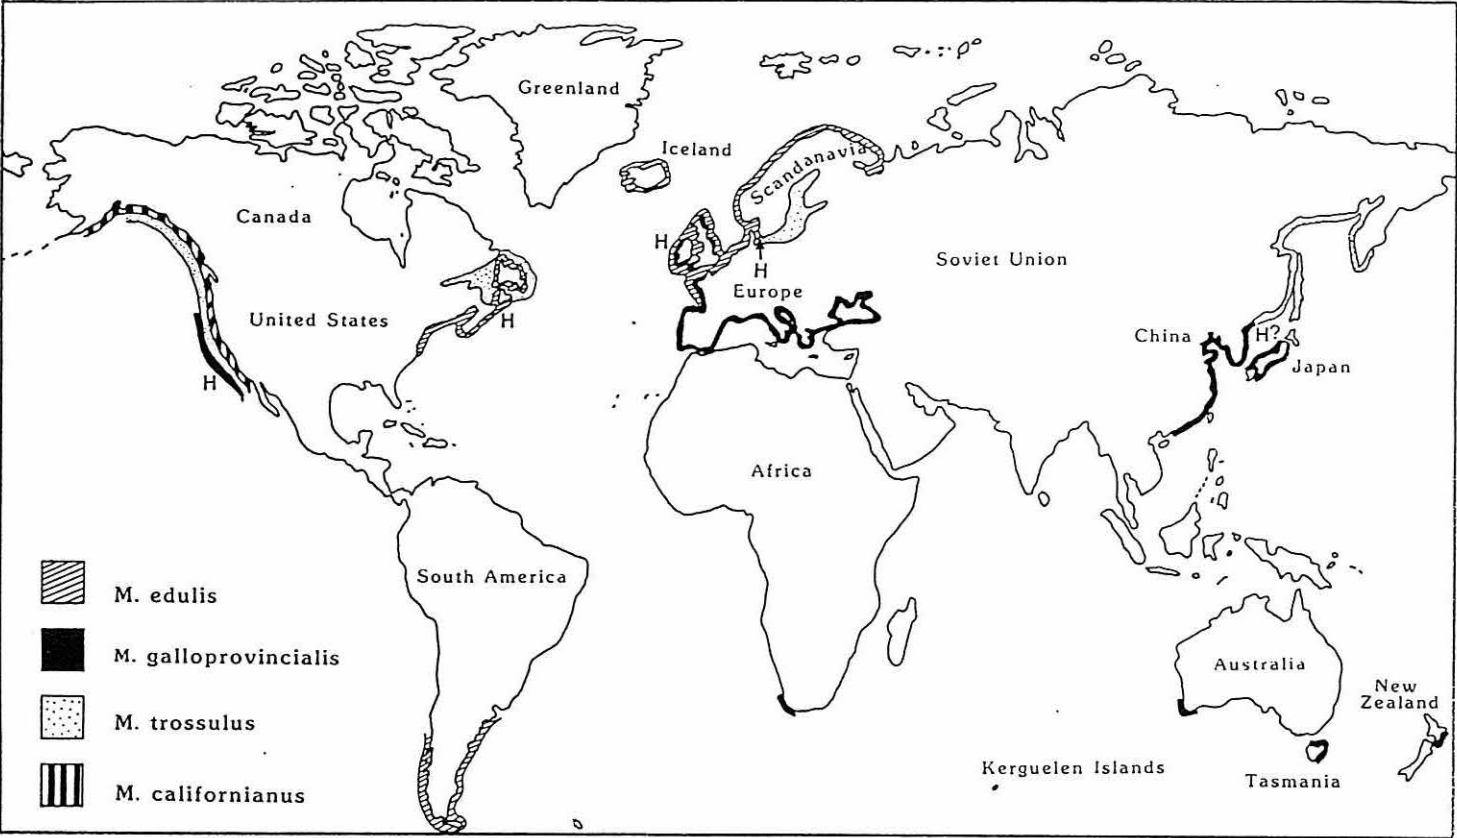 Greenland
Iceland
Scandanavia
Canada
H
Soviet Union
H
Europe
United States
H
China
H?
Japan
H
Africa
South America
M. edulis
M. galloprovincialis
Australia
New
Zealand
M. trossulus
Kerguelen Islands
Tasmania
M. californianus